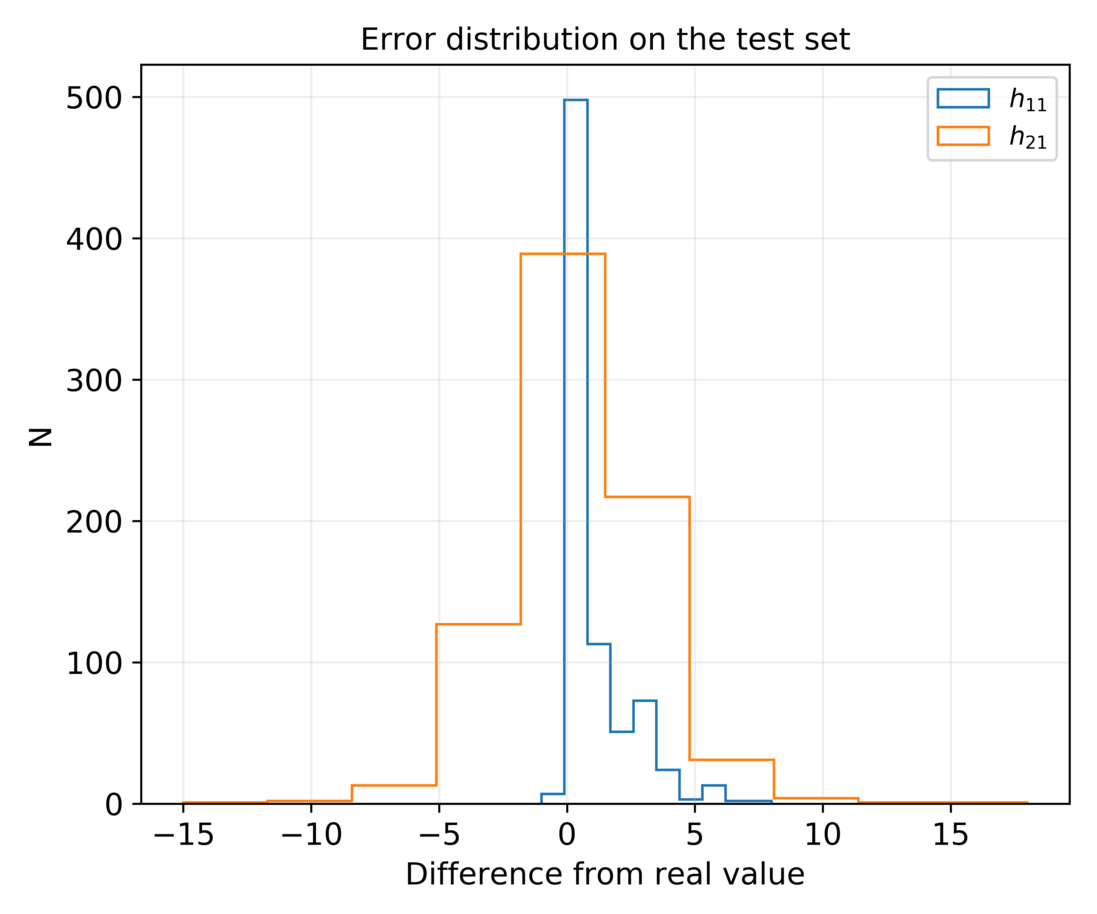 Error distribution on the test set
h₁₁
h₂₁
500
400
300
200
100
0
N
−15
−10
−5
0
5
10
15
Difference from real value